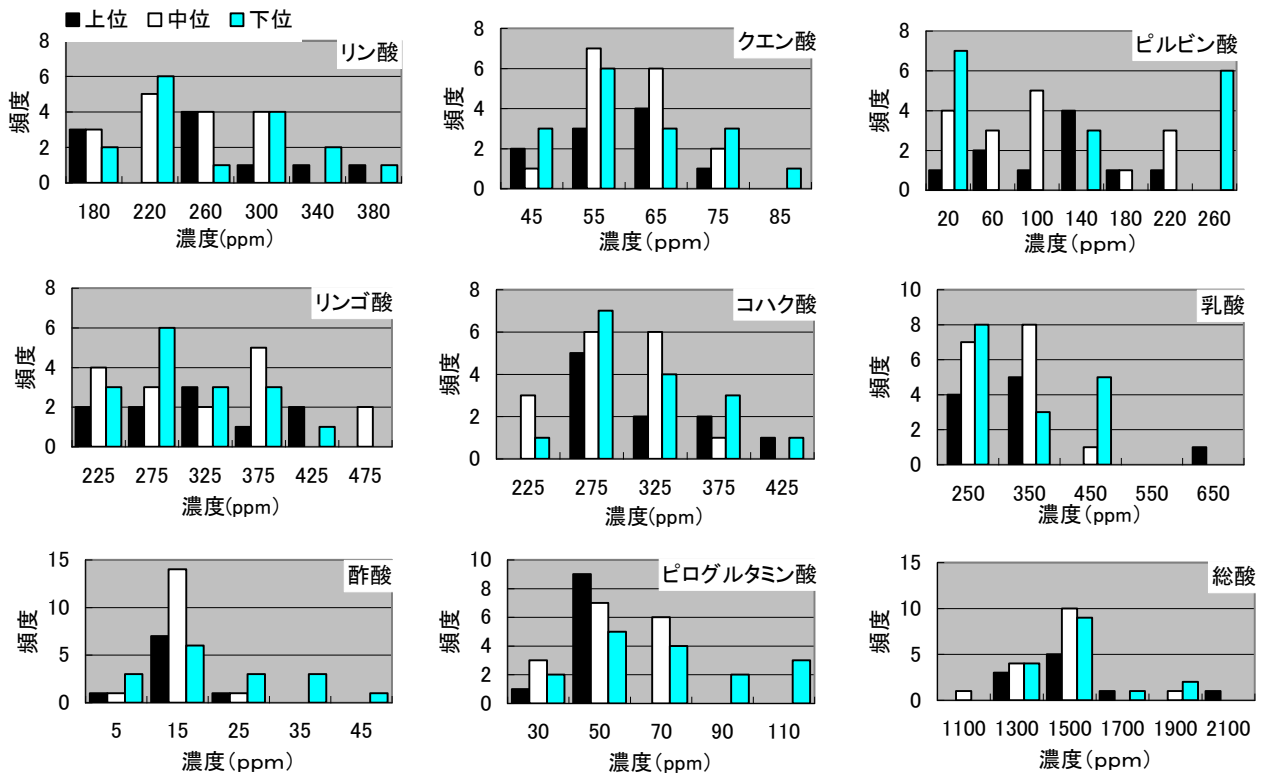 ■上位 □中位 ■下位
リン酸
頻度
8
6
4
2
0
180 220 260 300 340 380
濃度(ppm)
クエン酸
頻度
8
6
4
2
0
45 55 65 75 85
濃度(ppm)
ピルビン酸
頻度
8
6
4
2
0
20 60 100 140 180 220 260
濃度(ppm)
リンゴ酸
頻度
8
6
4
2
0
225 275 325 375 425 475
濃度(ppm)
コハク酸
頻度
8
6
4
2
0
225 275 325 375 425
濃度(ppm)
乳酸
頻度
10
8
6
4
2
0
250 350 450 550 650
濃度(ppm)
酢酸
頻度
15
10
5
0
5 15 25 35 45
濃度(ppm)
ピログルタミン酸
頻度
10
8
6
4
2
0
30 50 70 90 110
濃度(ppm)
総酸
頻度
15
10
5
0
1100 1300 1500 1700 1900 2100
濃度(ppm)